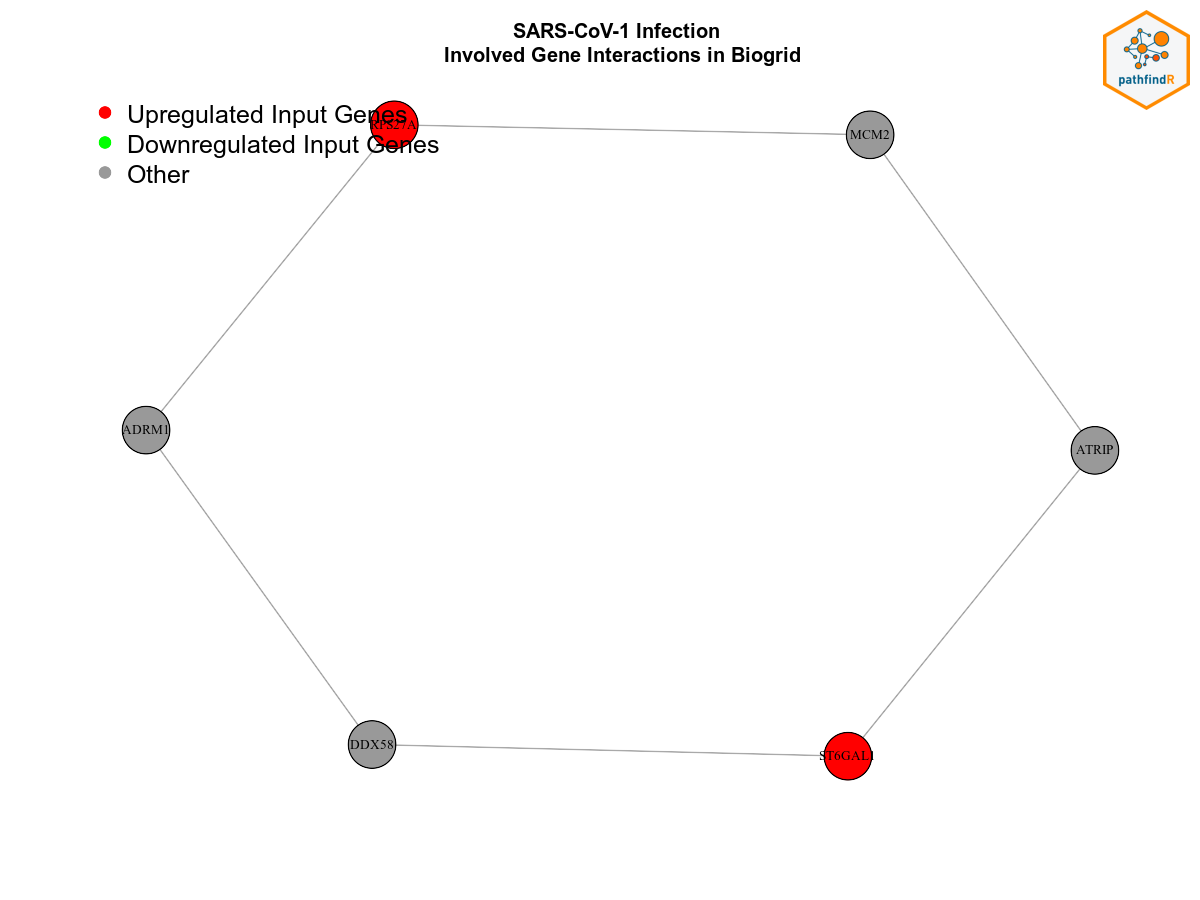 SARS-CoV-1 Infection
Involved Gene Interactions in Biogrid
pathfindR
Upregulated Input Genes
Downregulated Input Genes
Other
RPS27A
MCM2
ADRM1
ATRIP
DDX58
ST6GAL1